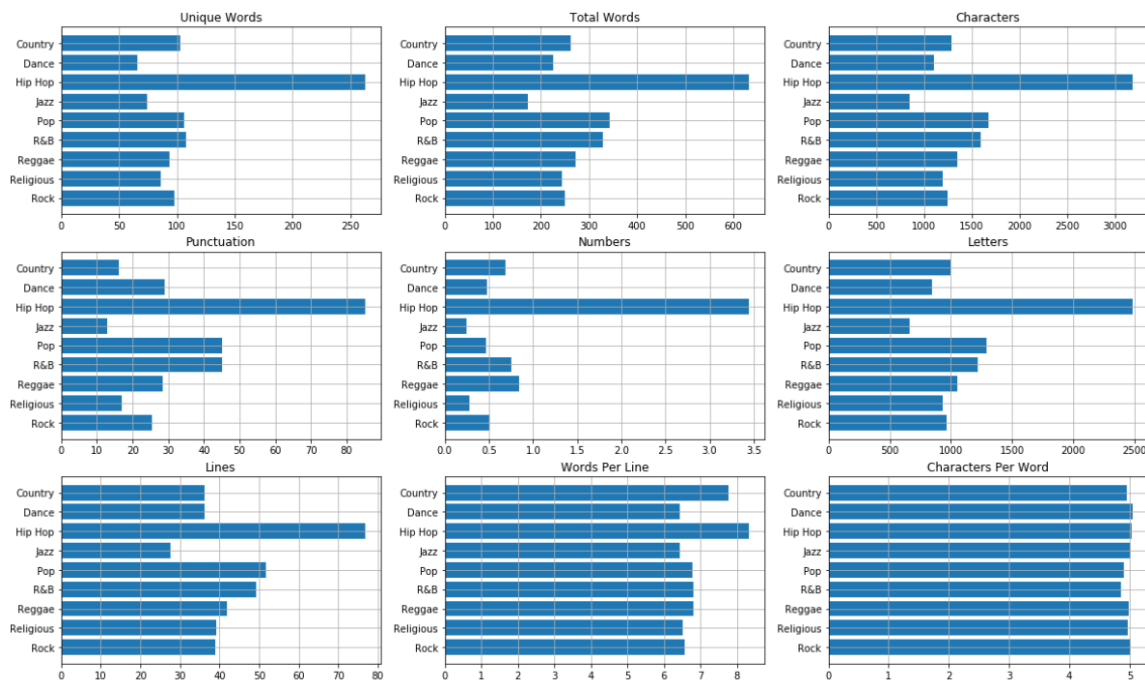 Unique Words
Country
Dance
Hip Hop
Jazz
Pop
R&B
Reggae
Religious
Rock
0 50 100 150 200 250
Total Words
Country
Dance
Hip Hop
Jazz
Pop
R&B
Reggae
Religious
Rock
0 100 200 300 400 500 600
Characters
Country
Dance
Hip Hop
Jazz
Pop
R&B
Reggae
Religious
Rock
0 500 1000 1500 2000 2500 3000
Punctuation
Country
Dance
Hip Hop
Jazz
Pop
R&B
Reggae
Religious
Rock
0 10 20 30 40 50 60 70 80
Numbers
Country
Dance
Hip Hop
Jazz
Pop
R&B
Reggae
Religious
Rock
0.0 0.5 1.0 1.5 2.0 2.5 3.0 3.5
Letters
Country
Dance
Hip Hop
Jazz
Pop
R&B
Reggae
Religious
Rock
0 500 1000 1500 2000 2500
Lines
Country
Dance
Hip Hop
Jazz
Pop
R&B
Reggae
Religious
Rock
0 10 20 30 40 50 60 70 80
Words Per Line
Country
Dance
Hip Hop
Jazz
Pop
R&B
Reggae
Religious
Rock
0 1 2 3 4 5 6 7 8
Characters Per Word
Country
Dance
Hip Hop
Jazz
Pop
R&B
Reggae
Religious
Rock
0 1 2 3 4 5